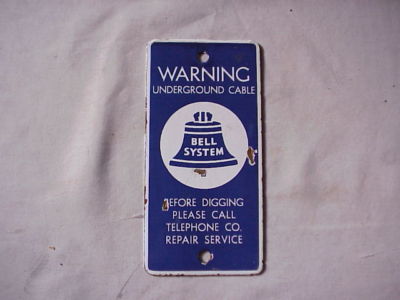 WARNING
UNDERGROUND CABLE
BELL
SYSTEM
BEFORE DIGGING
PLEASE CALL
TELEPHONE CO.
REPAIR SERVICE